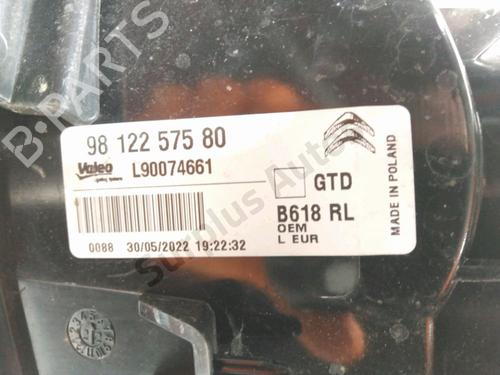 98 122 575 80
Valeo L90074661
GTD
B618 RL
OEM
L EUR
0088 30/05/2022 19:22:32
MADE IN POLAND
B-PARTS
Surplus Auto